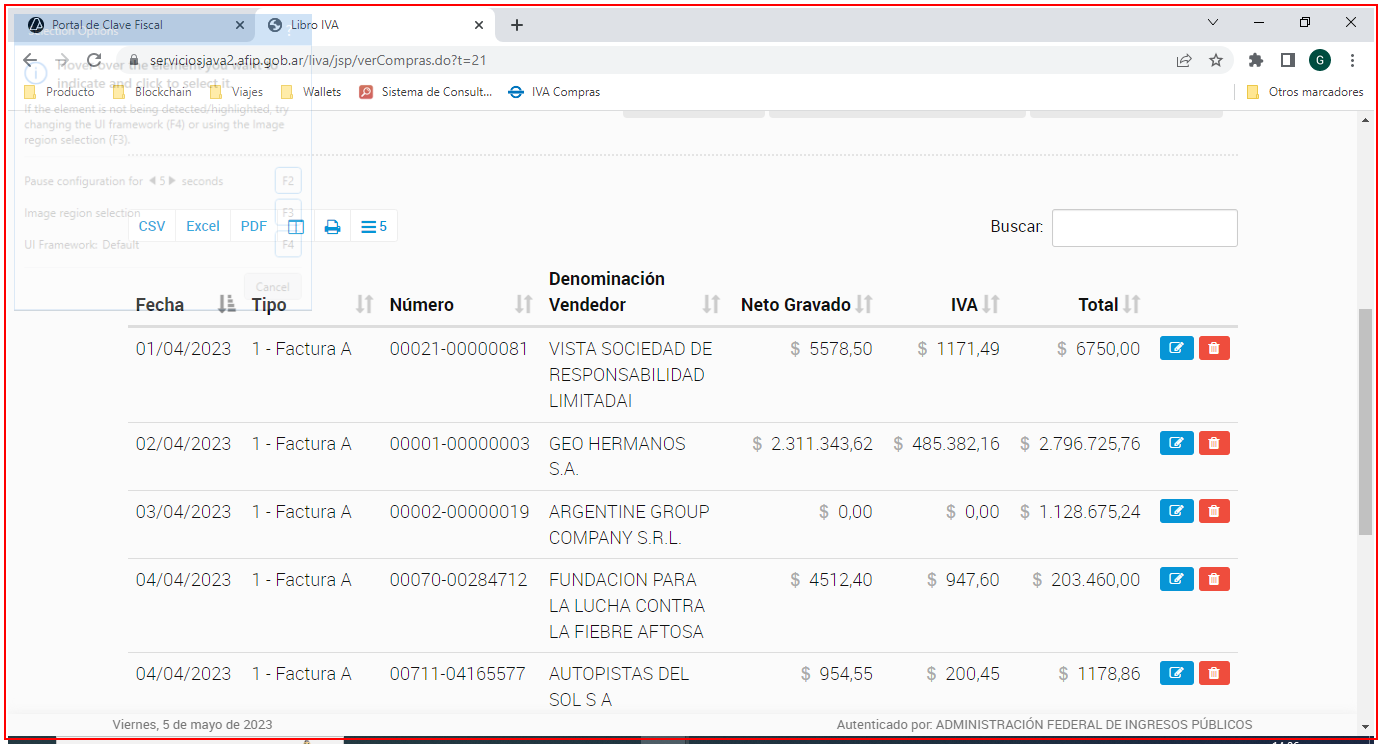 Portal de Clave Fiscal
Libro IVA
Selection Options
serviciosjava2.afip.gob.ar/liva/jsp/verCompras.do?t=21
G
Hover over the element you want to
indicate and click to select it
Producto
Blockchain
Viajes
Wallets
Sistema de Consult...
IVA Compras
Otros marcadores
If the element is not being detected/highlighted, try
changing the UI framework (F4) or using the Image
region selection (F3).
Pause configuration for 5 seconds
F2
Image region selection
F3
CSV
Excel
PDF
5
Buscar:
UI Framework: Default
F4
Cancel
Fecha Tipo Número Denominación Vendedor Neto Gravado IVA Total
01/04/2023 1 - Factura A 00021-00000081 VISTA SOCIEDAD DE $ 5578,50 $ 1171,49 $ 6750,00
RESPONSABILIDAD
LIMITADAI
02/04/2023 1 - Factura A 00001-00000003 GEO HERMANOS $ 2.311.343,62 $ 485.382,16 $ 2.796.725,76
S.A.
03/04/2023 1 - Factura A 00002-00000019 ARGENTINE GROUP $ 0,00 $ 0,00 $ 1.128.675,24
COMPANY S.R.L.
04/04/2023 1 - Factura A 00070-00284712 FUNDACION PARA $ 4512,40 $ 947,60 $ 203.460,00
LA LUCHA CONTRA
LA FIEBRE AFTOSA
04/04/2023 1 - Factura A 00711-04165577 AUTOPISTAS DEL $ 954,55 $ 200,45 $ 1178,86
SOL S A
Viernes, 5 de mayo de 2023
Autenticado por: ADMINISTRACIÓN FEDERAL DE INGRESOS PÚBLICOS